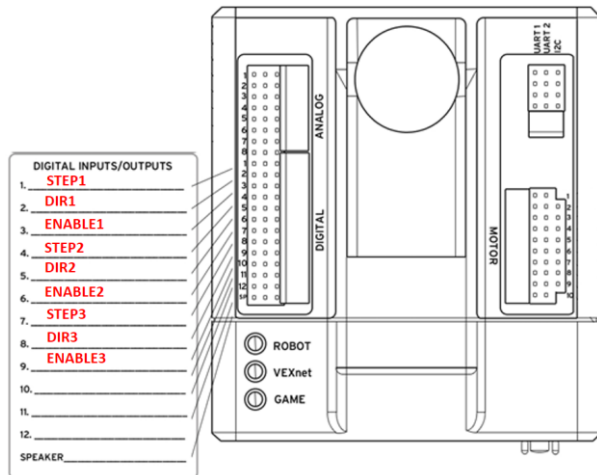 DIGITAL INPUTS/OUTPUTS
1. STEP1
2. DIR1
3. ENABLE1
4. STEP2
5. DIR2
6. ENABLE2
7. STEP3
8. DIR3
9. ENABLE3
10.
11.
12.
SPEAKER
1
2
3
4
5
6
7
8
ANALOG
1
2
3
4
5
6
7
8
9
10
11
12
SP
DIGITAL
UART 1
UART 2
I2C
MOTOR
1
2
3
4
5
6
7
8
9
10
ROBOT
VEXnet
GAME